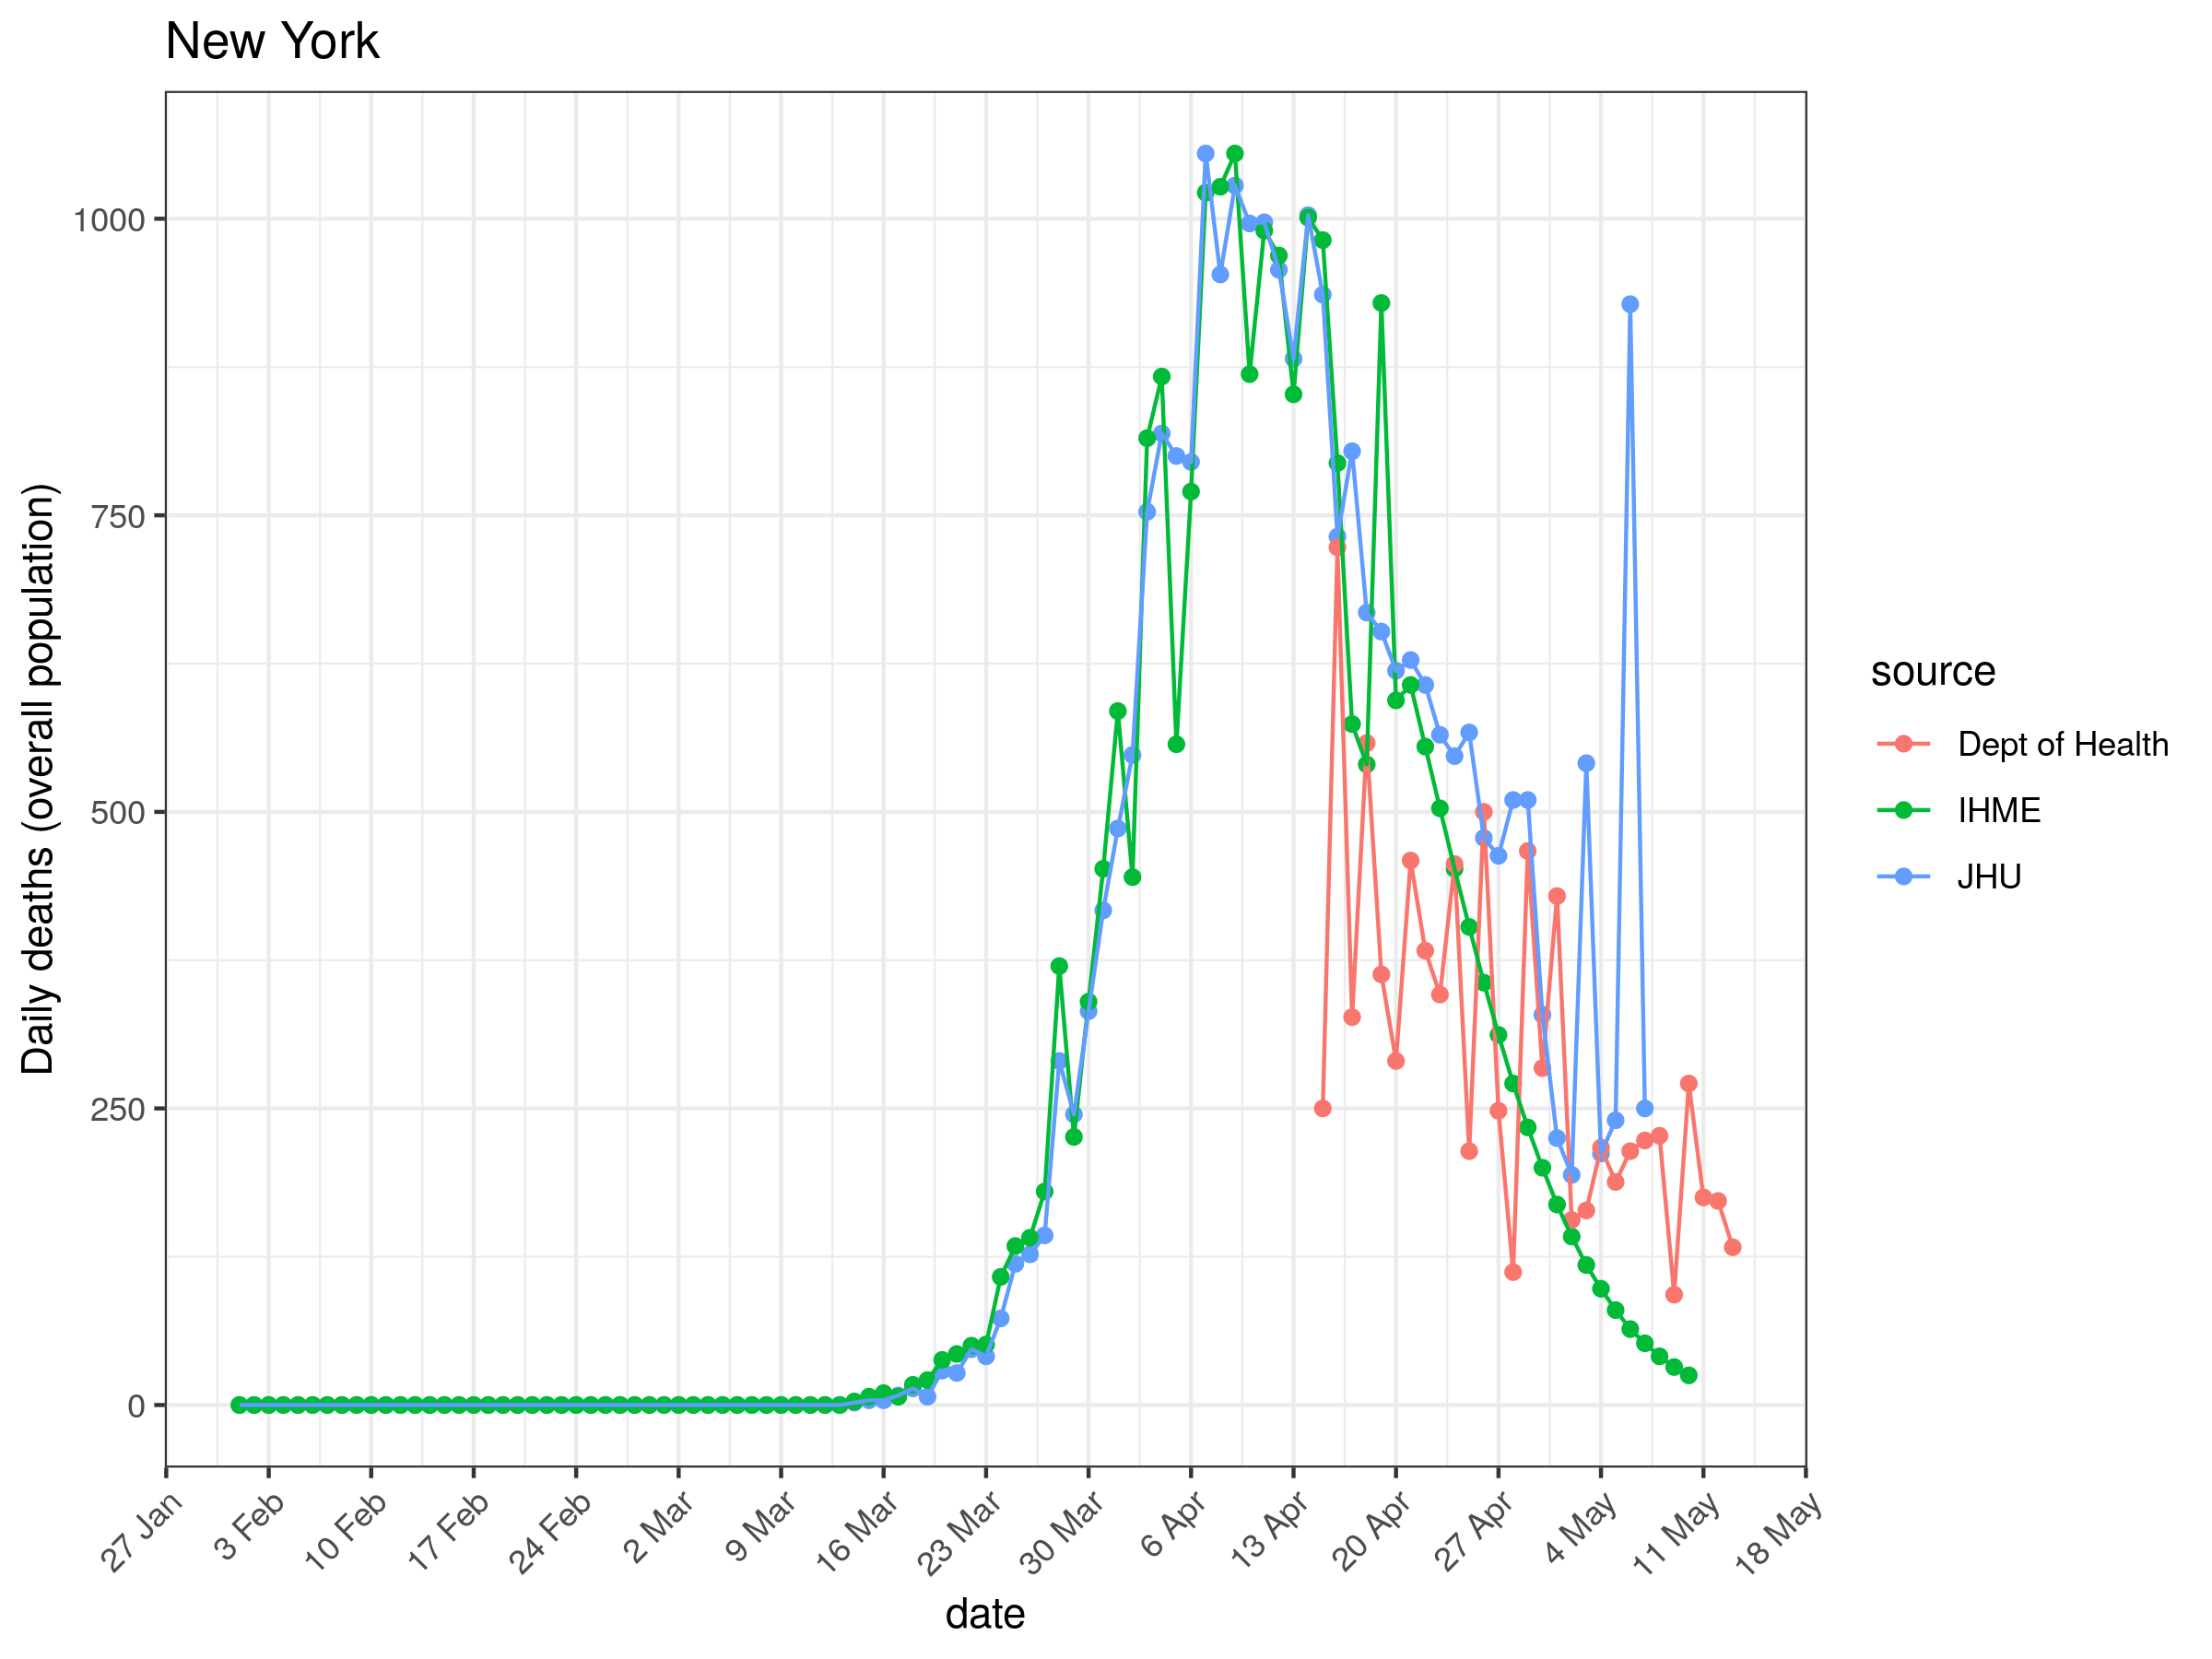 New York
Daily deaths (overall population)
1000
750
500
250
0
27 Jan
3 Feb
10 Feb
17 Feb
24 Feb
2 Mar
9 Mar
16 Mar
23 Mar
30 Mar
6 Apr
13 Apr
20 Apr
27 Apr
4 May
11 May
18 May
date
source
Dept of Health
IHME
JHU